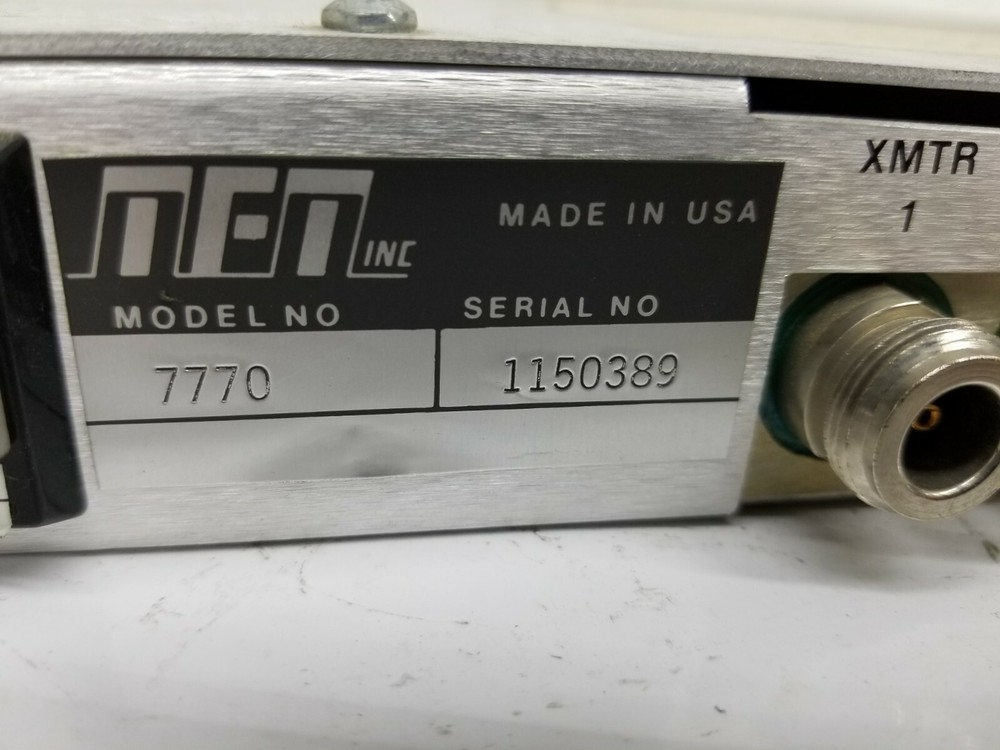 INC
MADE IN USA
MODEL NO
SERIAL NO
7770
1150389
XMTR
1